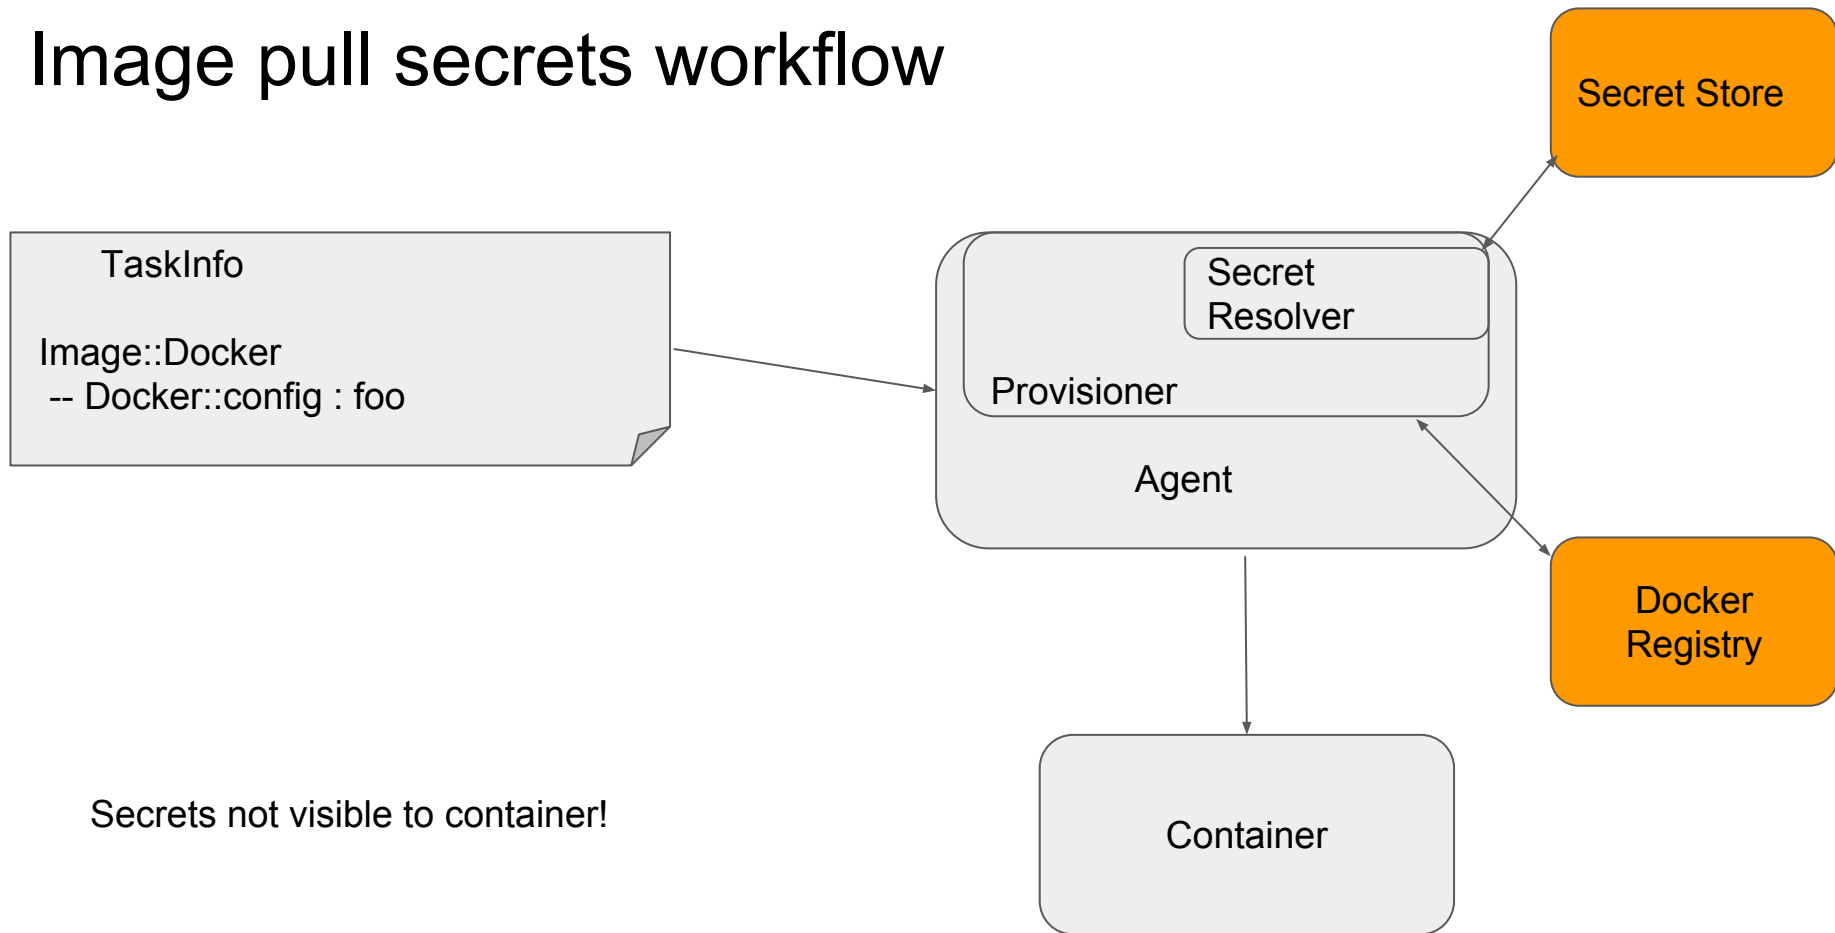 Image pull secrets workflow
Secret Store
TaskInfo
Image::Docker
-- Docker::config : foo
Secret
Resolver
Provisioner
Agent
Docker
Registry
Secrets not visible to container!
Container